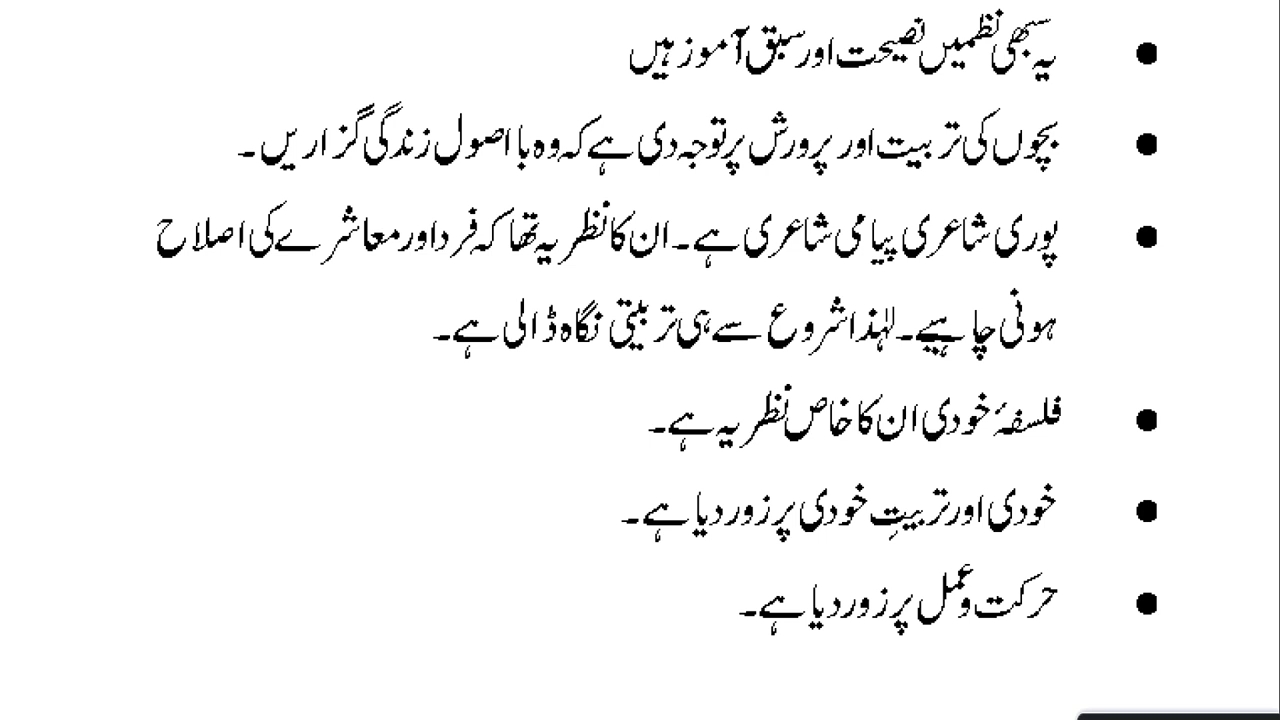 • یہ سبھی نظمیں نصیحت اور سبق آموز ہیں
• بچوں کی تربیت اور پرورش پر توجہ دی ہے کہ وہ با اصول زندگی گزاریں۔
• پوری شاعری پیامی شاعری ہے۔ ان کا نظریہ تھا کہ فرد اور معاشرے کی اصلاح
ہونی چاہیے۔ لہٰذا شروع سے ہی تربیتی نگاہ ڈالی ہے۔
• فلسفۂ خودی ان کا خاص نظریہ ہے۔
• خودی اور تربیتِ خودی پر زور دیا ہے۔
• حرکت و عمل پر زور دیا ہے۔